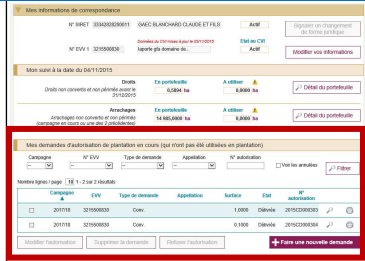 Mes informations de correspondance
N° SIRET 33342828200011 GAEC BLANCHARD CLAUDE ET FILS Actif Signaler un changement de forme juridique
Données du CVI mises à jour le 03/11/2015 Etat au CVI
N° EVV 1 3215500830 laporte gla domaine de... Actif Modifier vos informations
Mon suivi à la date du 04/11/2015
Droits En portefeuille A utiliser
Droits non convertis et non périmés avant le 31/12/2015 0,5894 ha 0,0000 ha Détail du portefeuille
Arrachages En portefeuille A utiliser
Arrachages non convertis et non périmés (campagne en cours ou une des 2 précédentes) 14 985,0000 ha 0,0000 ha Détail du portefeuille
Mes demandes d'autorisation de plantation en cours (qui n'ont pas été utilisées en plantation)
Campagne N° EVV Type de demande Appellation N° autorisation
-- -- -- -- Voir les annulées Filtrer
Nombre lignes / page 10 1 - 2 sur 2 résultats
Campagne EVV Type de demande Appellation Surface Etat N° autorisation
2017/18 3215500830 Conv. 1,0000 Délivrée 2015CD000303
2017/18 3215500830 Conv. 0,1000 Délivrée 2015CD000304
Modifier l'autorisation Supprimer la demande Refuser l'autorisation Faire une nouvelle demande